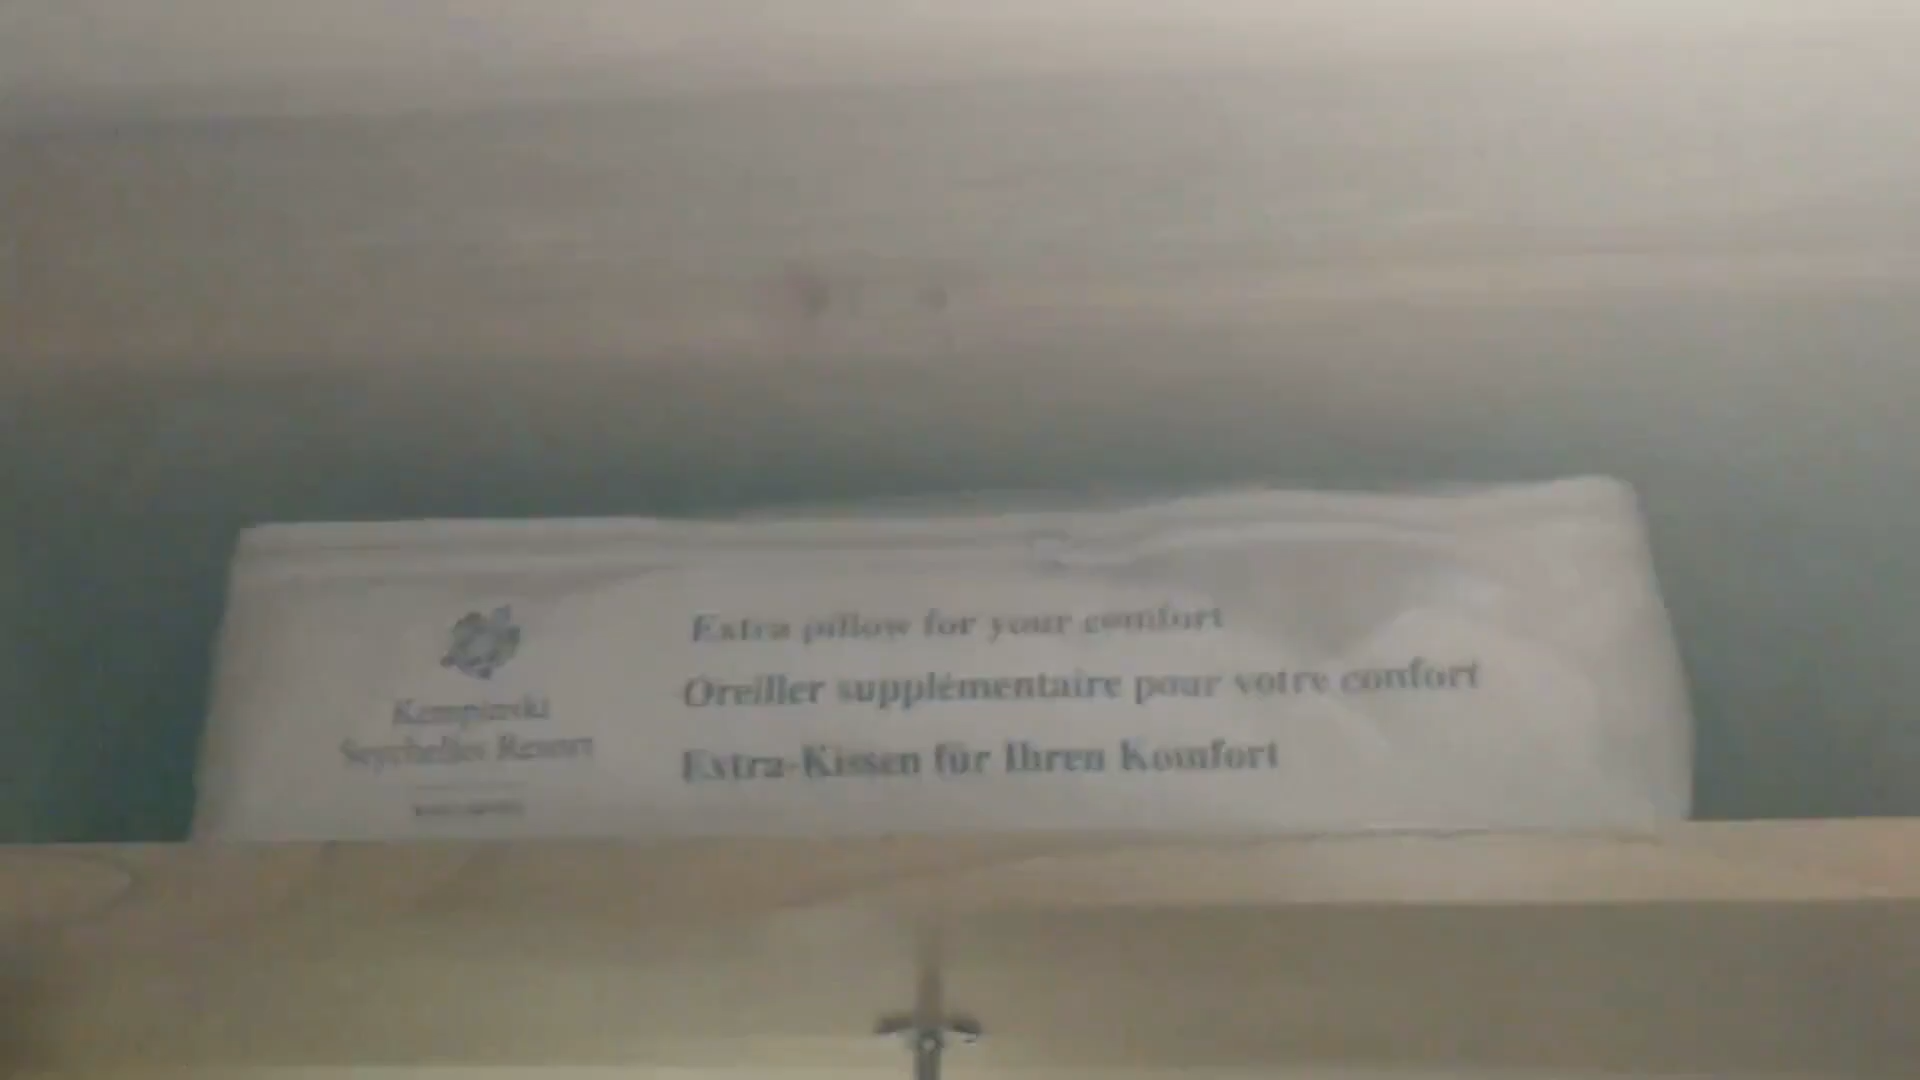 Kempinski
Seychelles Resort
Extra pillow for your comfort
Oreiller supplémentaire pour votre confort
Extra-Kissen für Ihren Komfort